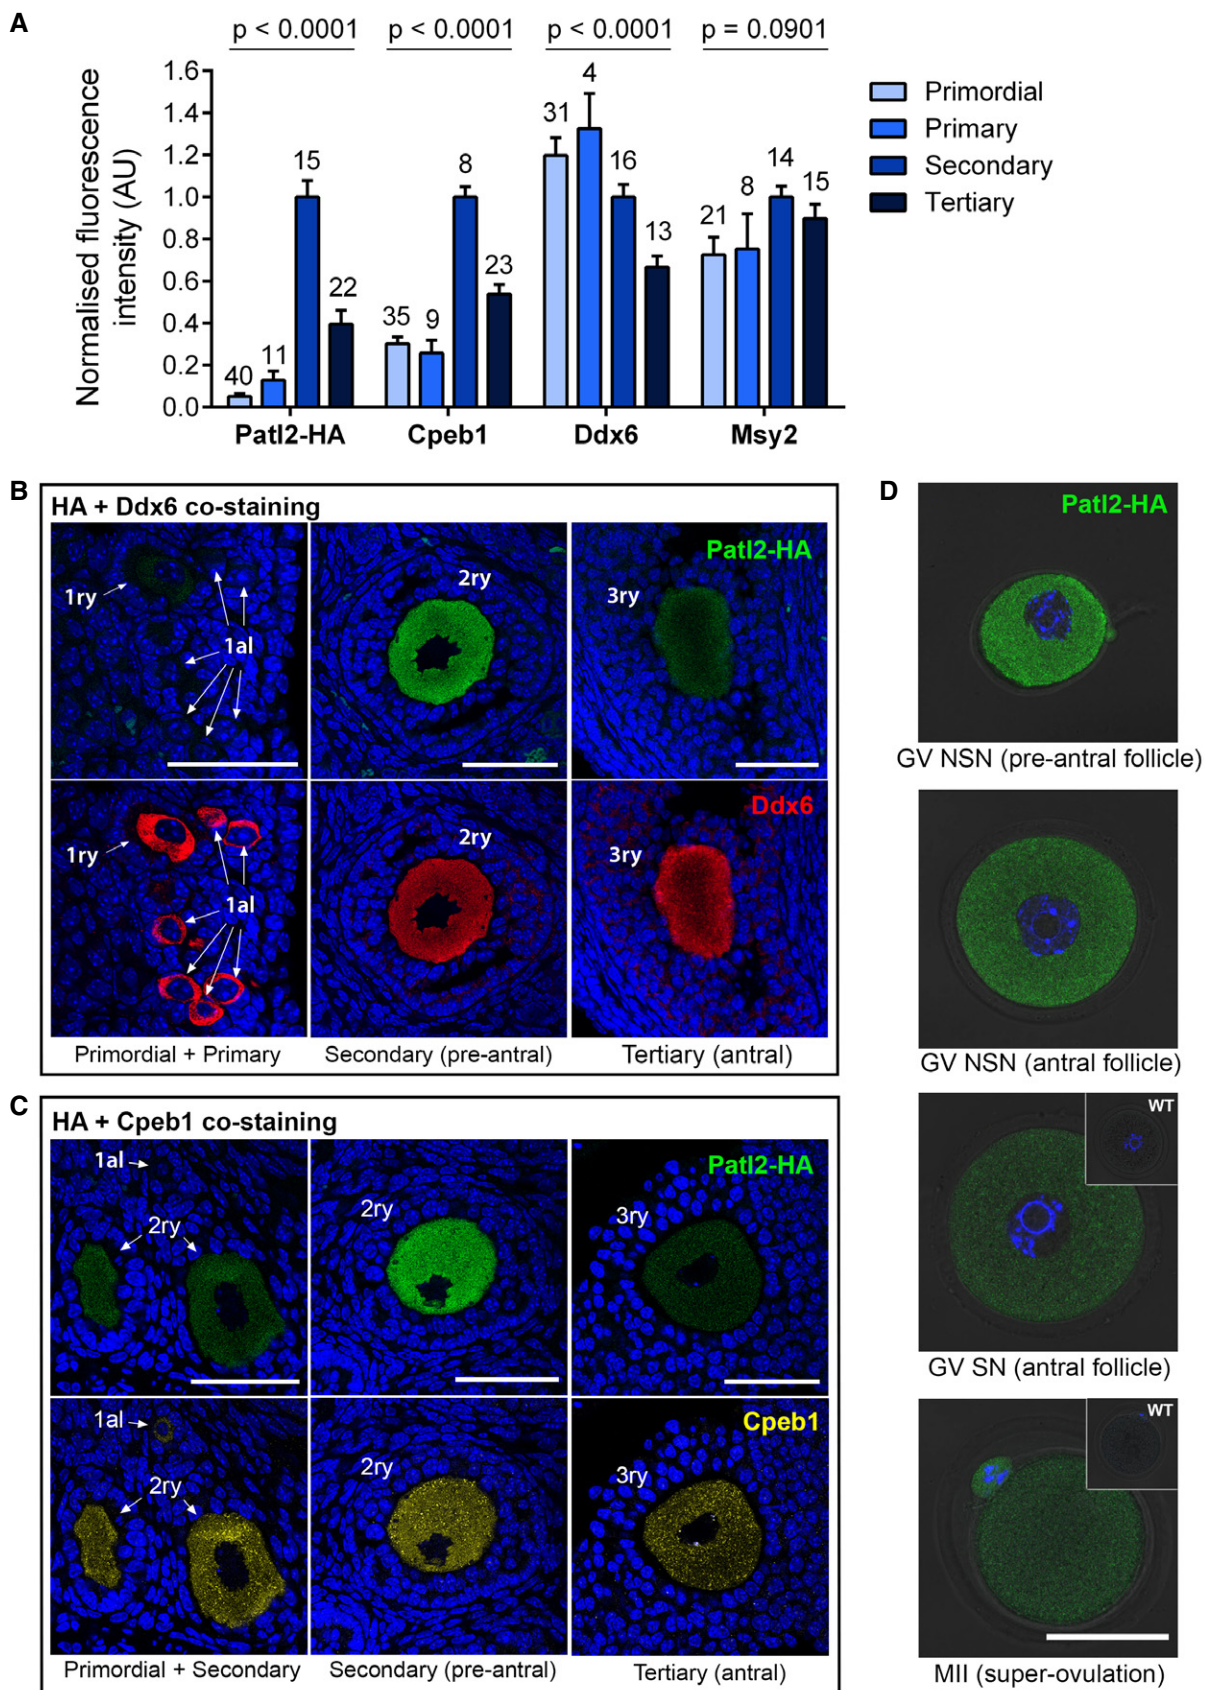 A
p < 0.0001 p < 0.0001 p < 0.0001 p = 0.0901
Normalised fluorescence
intensity (AU)
1.6
1.4
1.2
1.0
0.8
0.6
0.4
0.2
0.0
40 11 15 22
35 9 8 23
31 4 16 13
21 8 14 15
Patl2-HA Cpeb1 Ddx6 Msy2
Primordial
Primary
Secondary
Tertiary
B
HA + Ddx6 co-staining
Patl2-HA
1ry
1al
2ry
3ry
Ddx6
1ry
1al
2ry
3ry
Primordial + Primary Secondary (pre-antral) Tertiary (antral)
C
HA + Cpeb1 co-staining
Patl2-HA
1al
2ry
2ry
3ry
Cpeb1
1al
2ry
2ry
3ry
Primordial + Secondary Secondary (pre-antral) Tertiary (antral)
D
Patl2-HA
GV NSN (pre-antral follicle)
GV NSN (antral follicle)
WT
GV SN (antral follicle)
WT
MII (super-ovulation)